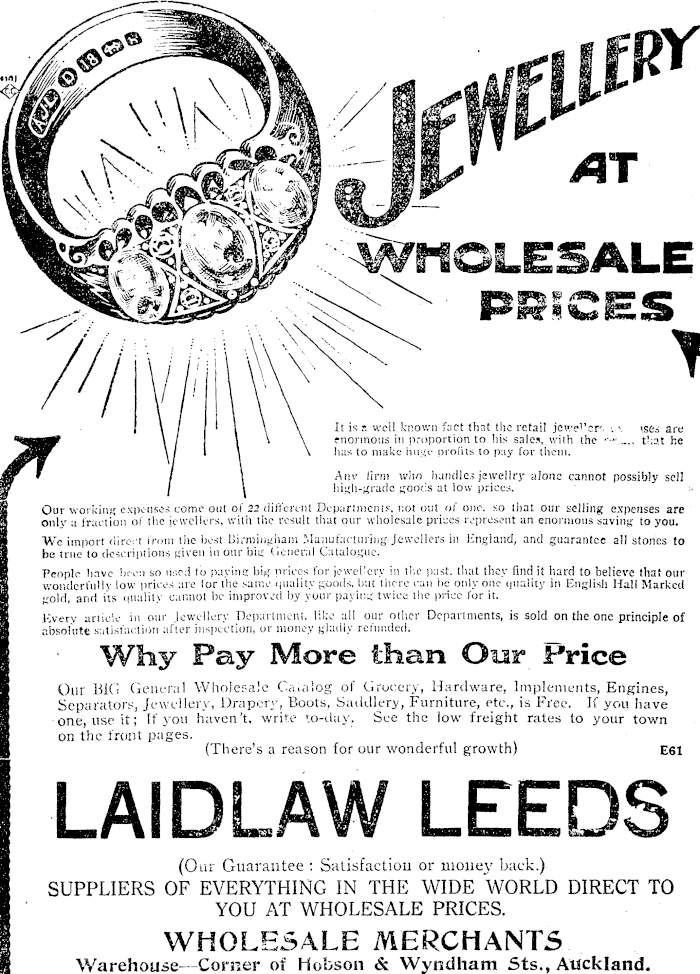 JEWELLERY
AT
WHOLESALE
PRICES
18
It is a well known fact that the retail jeweller's are
enormous in proportion to his sales, with the that he
has to make huge profits to pay for them.
Any firm who handles jewellry alone cannot possibly sell
high-grade goods at low prices.
Our working expenses come out of 22 different Departments, not out of one, so that our selling expenses are
only a fraction of the jewellers, with the result that our wholesale prices represent an enormous saving to you.
We import direct from the best Birmingham Manufacturing Jewellers in England, and guarantee all stones to
be true to descriptions given in our big General Catalogue.
People have been so used to paying big prices for jewellery in the past, that they find it hard to believe that our
wonderfully low prices are for the same quality goods, but there can be only one quality in English Hall Marked
gold, and its quality cannot be improved by your paying twice the price for it.
Every article in our Jewellery Department, like all our other Departments, is sold on the one principle of
absolute satisfaction after inspection, or money gladly refunded.
Why Pay More than Our Price
Our BIG General Wholesale Catalog of Grocery, Hardware, Implements, Engines,
Separators, Jewellery, Drapery, Boots, Saddlery, Furniture, etc., is Free. If you have
one, use it; If you haven't, write to-day. See the low freight rates to your town
on the front pages.
(There's a reason for our wonderful growth) E61
LAIDLAW LEEDS
(Our Guarantee : Satisfaction or money back.)
SUPPLIERS OF EVERYTHING IN THE WIDE WORLD DIRECT TO
YOU AT WHOLESALE PRICES.
WHOLESALE MERCHANTS
Warehouse—Corner of Hobson & Wyndham Sts., Auckland.